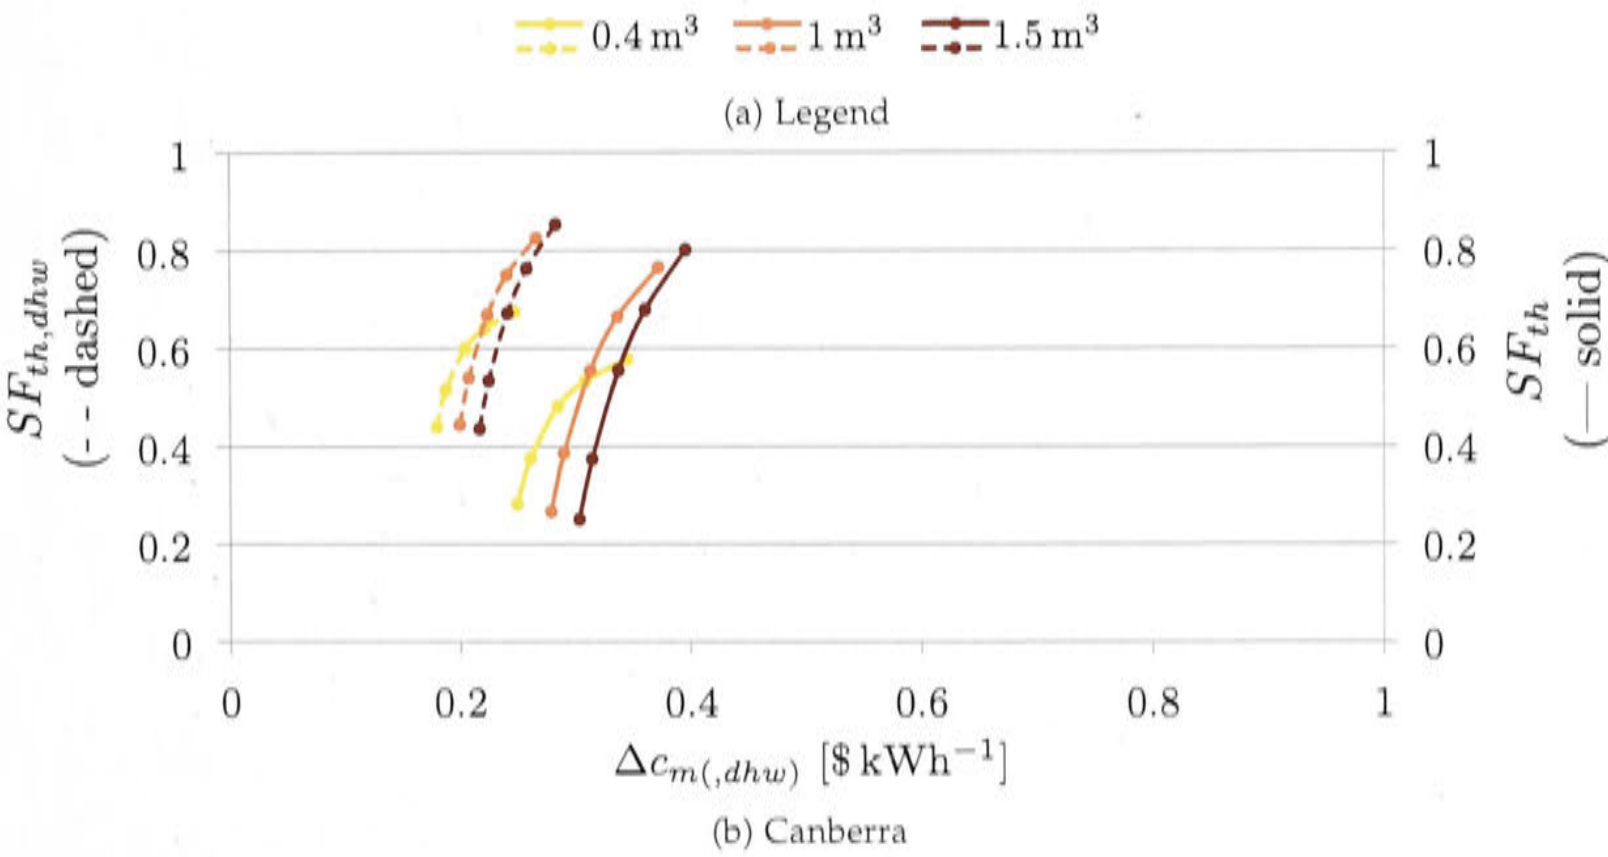 0.4 m³ 1 m³ 1.5 m³
(a) Legend
1 1
0.8 0.8
0.6 0.6
0.4 0.4
0.2 0.2
0 0
SF_{th,dhw}
(- - dashed)
SF_{th}
(— solid)
0 0.2 0.4 0.6 0.8 1
Δc_{m(,dhw)} [$ kWh⁻¹]
(b) Canberra